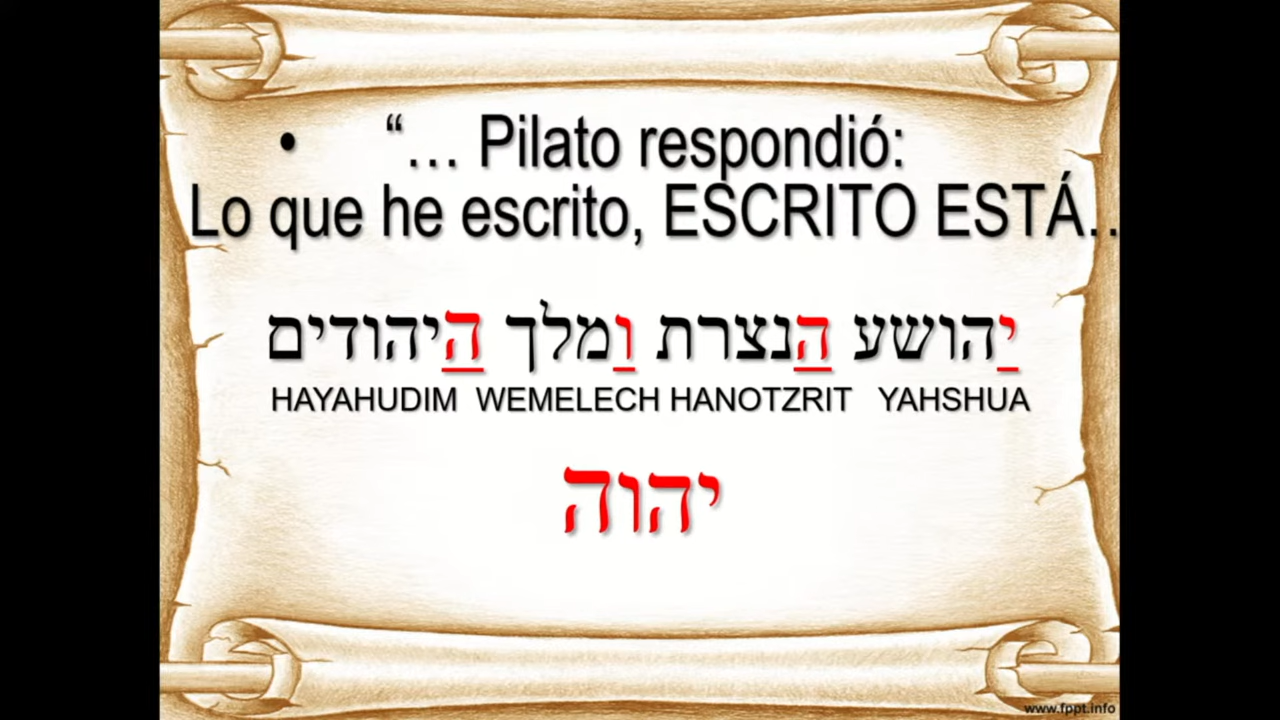 • “… Pilato respondió:
Lo que he escrito, ESCRITO ESTÁ..
יהושע הנצרת ומלך היהודים
HAYAHUDIM WEMELECH HANOTZRIT YAHSHUA
יהוה
www.fppt.info